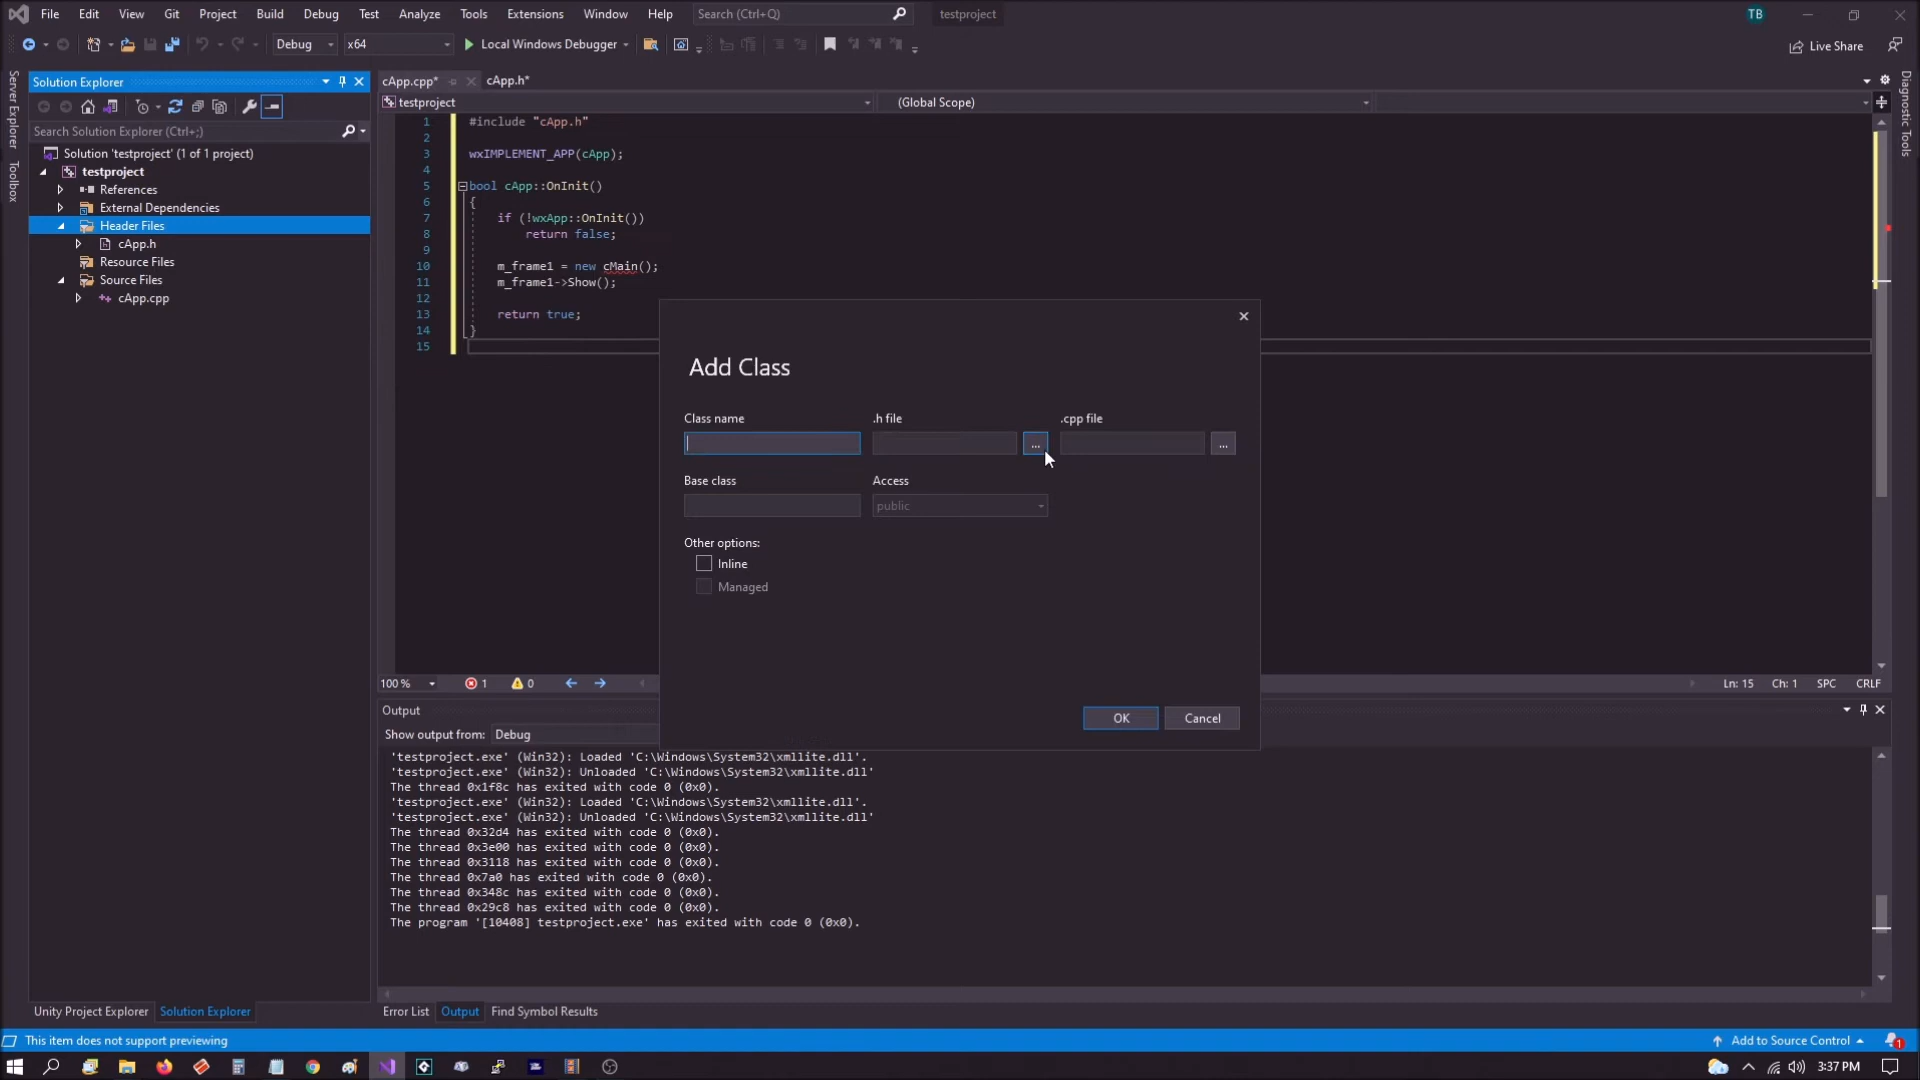 File Edit View Git Project Build Debug Test Analyze Tools Extensions Window Help Search (Ctrl+Q) testproject TB
Debug x64 Local Windows Debugger Live Share
Server Explorer
Toolbox
Solution Explorer
Search Solution Explorer (Ctrl+;)
Solution 'testproject' (1 of 1 project)
testproject
References
External Dependencies
Header Files
cApp.h
Resource Files
Source Files
cApp.cpp
cApp.cpp* cApp.h*
testproject (Global Scope)
1 #include "cApp.h"
2
3 wxIMPLEMENT_APP(cApp);
4
5 bool cApp::OnInit()
6 {
7 if (!wxApp::OnInit())
8 return false;
9
10 m_frame1 = new cMain();
11 m_frame1->Show();
12
13 return true;
14 }
15
Diagnostic Tools
Add Class
Class name .h file .cpp file
... ...
Base class Access
public
Other options:
Inline
Managed
OK Cancel
100 % 1 0 Ln: 15 Ch: 1 SPC CRLF
Output
Show output from: Debug
'testproject.exe' (Win32): Loaded 'C:\Windows\System32\xmllite.dll'.
'testproject.exe' (Win32): Unloaded 'C:\Windows\System32\xmllite.dll'
The thread 0x1f8c has exited with code 0 (0x0).
'testproject.exe' (Win32): Loaded 'C:\Windows\System32\xmllite.dll'.
'testproject.exe' (Win32): Unloaded 'C:\Windows\System32\xmllite.dll'
The thread 0x32d4 has exited with code 0 (0x0).
The thread 0x3e00 has exited with code 0 (0x0).
The thread 0x3118 has exited with code 0 (0x0).
The thread 0x7a0 has exited with code 0 (0x0).
The thread 0x348c has exited with code 0 (0x0).
The thread 0x29c8 has exited with code 0 (0x0).
The program '[10408] testproject.exe' has exited with code 0 (0x0).
Unity Project Explorer Solution Explorer Error List Output Find Symbol Results
This item does not support previewing Add to Source Control 1
3:37 PM